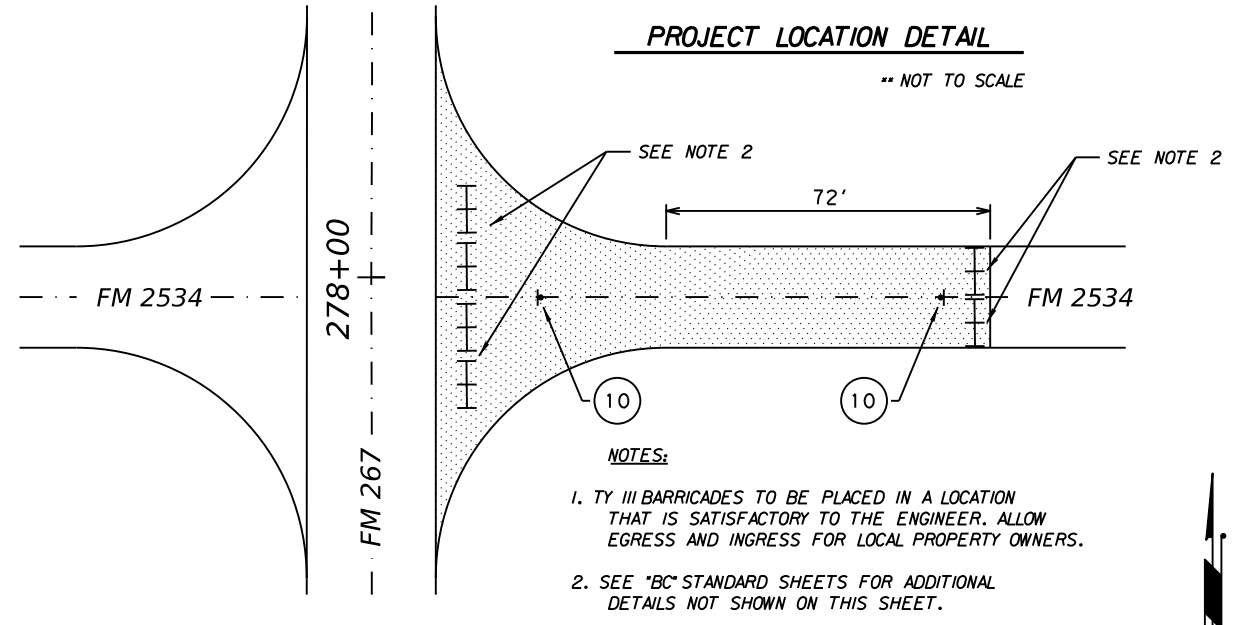 PROJECT LOCATION DETAIL
** NOT TO SCALE
SEE NOTE 2
SEE NOTE 2
72'
278+00
FM 2534
FM 2534
10
10
FM 267
NOTES:
1. TY III BARRICADES TO BE PLACED IN A LOCATION
THAT IS SATISFACTORY TO THE ENGINEER. ALLOW
EGRESS AND INGRESS FOR LOCAL PROPERTY OWNERS.
2. SEE "BC" STANDARD SHEETS FOR ADDITIONAL
DETAILS NOT SHOWN ON THIS SHEET.